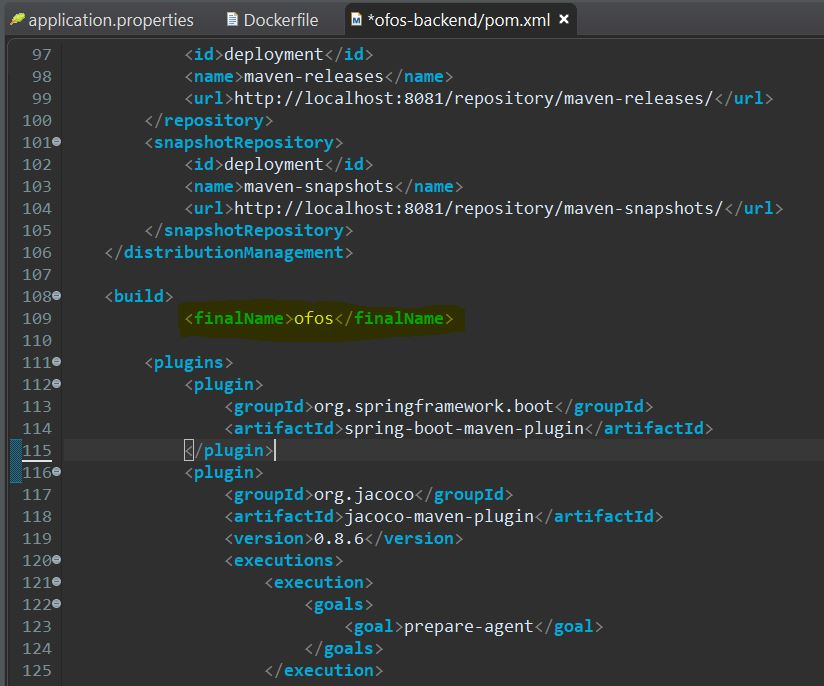 application.properties Dockerfile *ofos-backend/pom.xml
97 <id>deployment</id>
98 <name>maven-releases</name>
99 <url>http://localhost:8081/repository/maven-releases/</url>
100 </repository>
101 <snapshotRepository>
102 <id>deployment</id>
103 <name>maven-snapshots</name>
104 <url>http://localhost:8081/repository/maven-snapshots/</url>
105 </snapshotRepository>
106 </distributionManagement>
107
108 <build>
109 <finalName>ofos</finalName>
110
111 <plugins>
112 <plugin>
113 <groupId>org.springframework.boot</groupId>
114 <artifactId>spring-boot-maven-plugin</artifactId>
115 </plugin>
116 <plugin>
117 <groupId>org.jacoco</groupId>
118 <artifactId>jacoco-maven-plugin</artifactId>
119 <version>0.8.6</version>
120 <executions>
121 <execution>
122 <goals>
123 <goal>prepare-agent</goal>
124 </goals>
125 </execution>